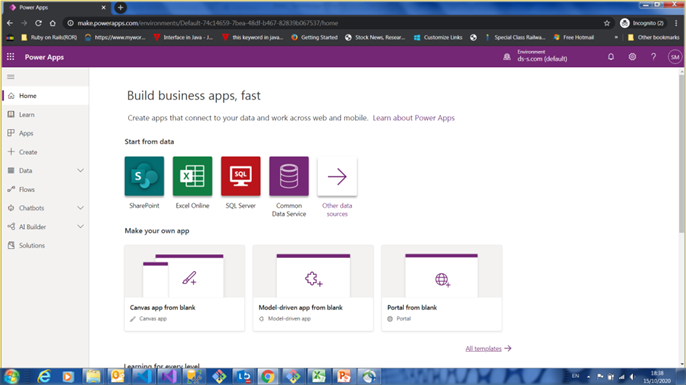 Power Apps
make.powerapps.com/environments/Default-74c14659-7bea-48df-b467-82839b067537/home
Incognito (2)
Ruby on Rails(ROR)
https://www.mywor...
Interface in Java - J...
this keyword in javac...
Getting Started
Stock News, Resear...
Customize Links
Special Class Railwa...
Free Hotmail
»
Other bookmarks
Power Apps
Environment
ds-s.com (default)
SM
Home
Learn
Apps
Create
Data
Flows
Chatbots
AI Builder
Solutions
Build business apps, fast
Create apps that connect to your data and work across web and mobile. Learn about Power Apps
Start from data
SharePoint
Excel Online
SQL
SQL Server
Common
Data Service
Other data
sources
Make your own app
Canvas app from blank
Canvas app
Model-driven app from blank
Model-driven app
Portal from blank
Portal
All templates
Learning for every level
EN
18:38
15/10/2020